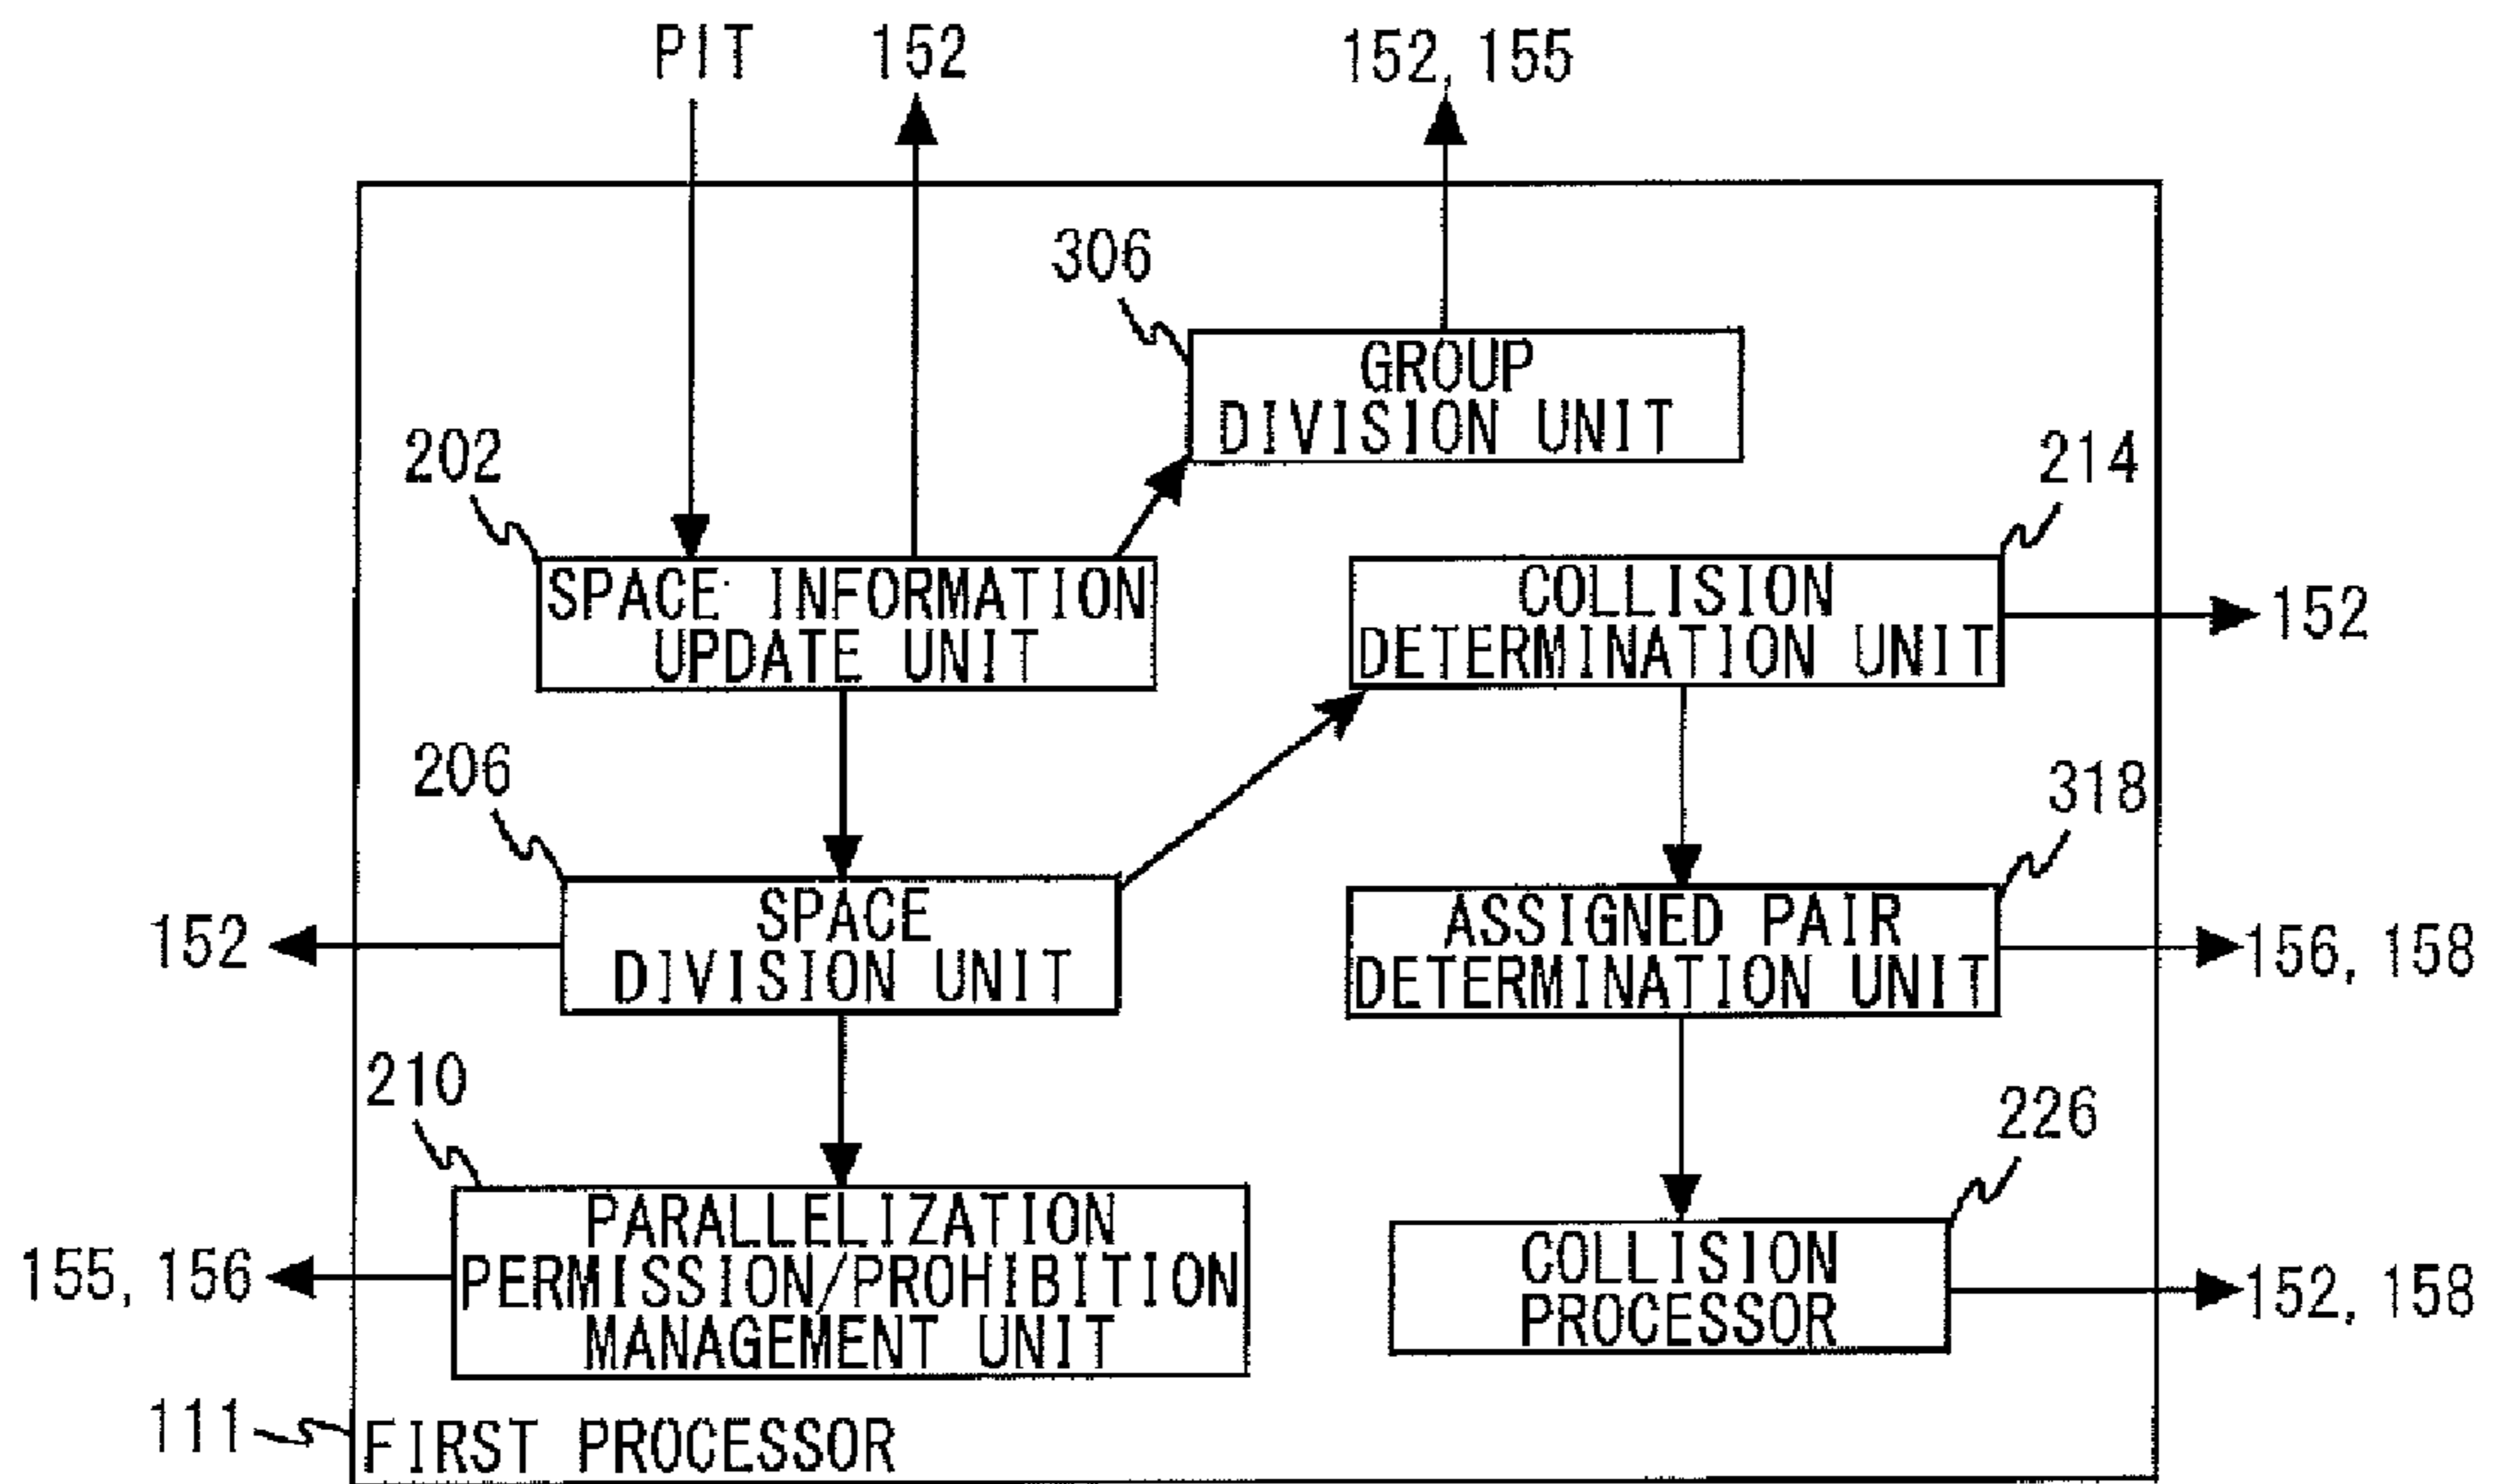 PIT 152 152, 155
306
GROUP
DIVISION UNIT
202
214
SPACE INFORMATION
UPDATE UNIT
COLLISION
DETERMINATION UNIT
152
206
318
152
SPACE
DIVISION UNIT
ASSIGNED PAIR
DETERMINATION UNIT
156, 158
210
226
155, 156
PARALLELIZATION
PERMISSION/PROHIBITION
MANAGEMENT UNIT
COLLISION
PROCESSOR
152, 158
111
FIRST PROCESSOR